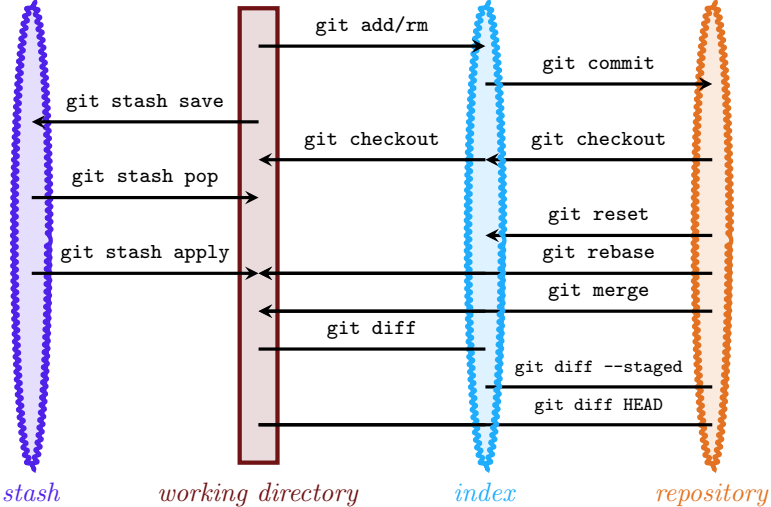 git add/rm
git commit
git stash save
git checkout
git checkout
git stash pop
git reset
git stash apply
git rebase
git merge
git diff
git diff --staged
git diff HEAD
stash
working directory
index
repository